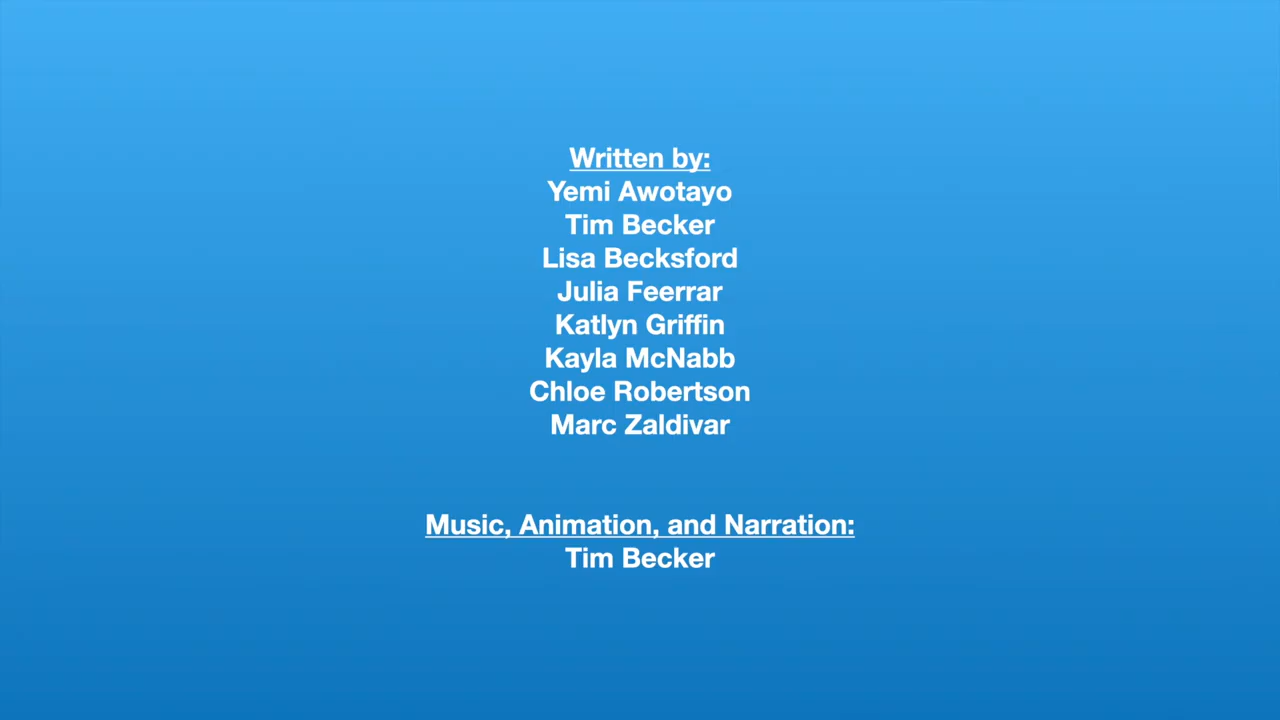 Written by:
Yemi Awotayo
Tim Becker
Lisa Becksford
Julia Feerrar
Katlyn Griffin
Kayla McNabb
Chloe Robertson
Marc Zaldivar
Music, Animation, and Narration:
Tim Becker